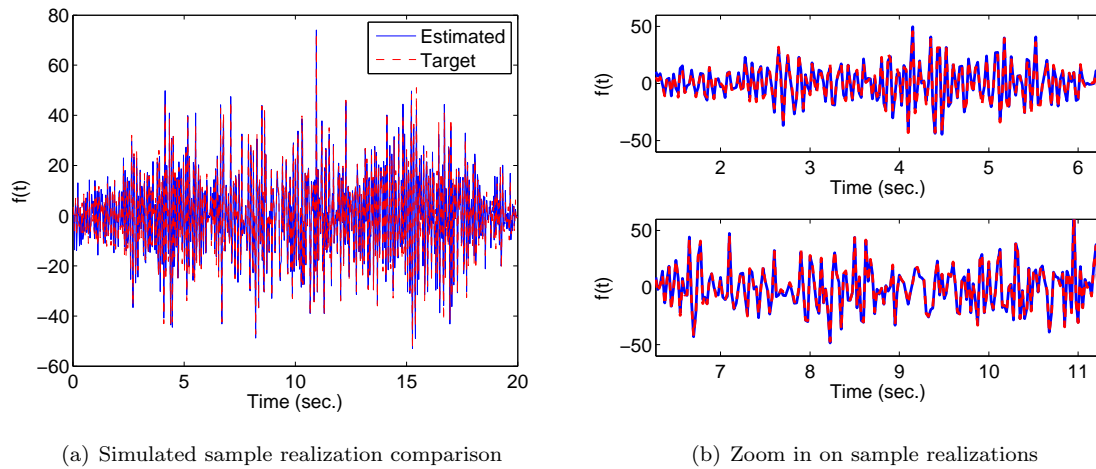 80
60
40
20
0
−20
−40
−60
f(t)
0
5
10
15
20
Time (sec.)
Estimated
Target
(a) Simulated sample realization comparison
50
0
−50
f(t)
2
3
4
5
6
Time (sec.)
50
0
−50
f(t)
7
8
9
10
11
Time (sec.)
(b) Zoom in on sample realizations